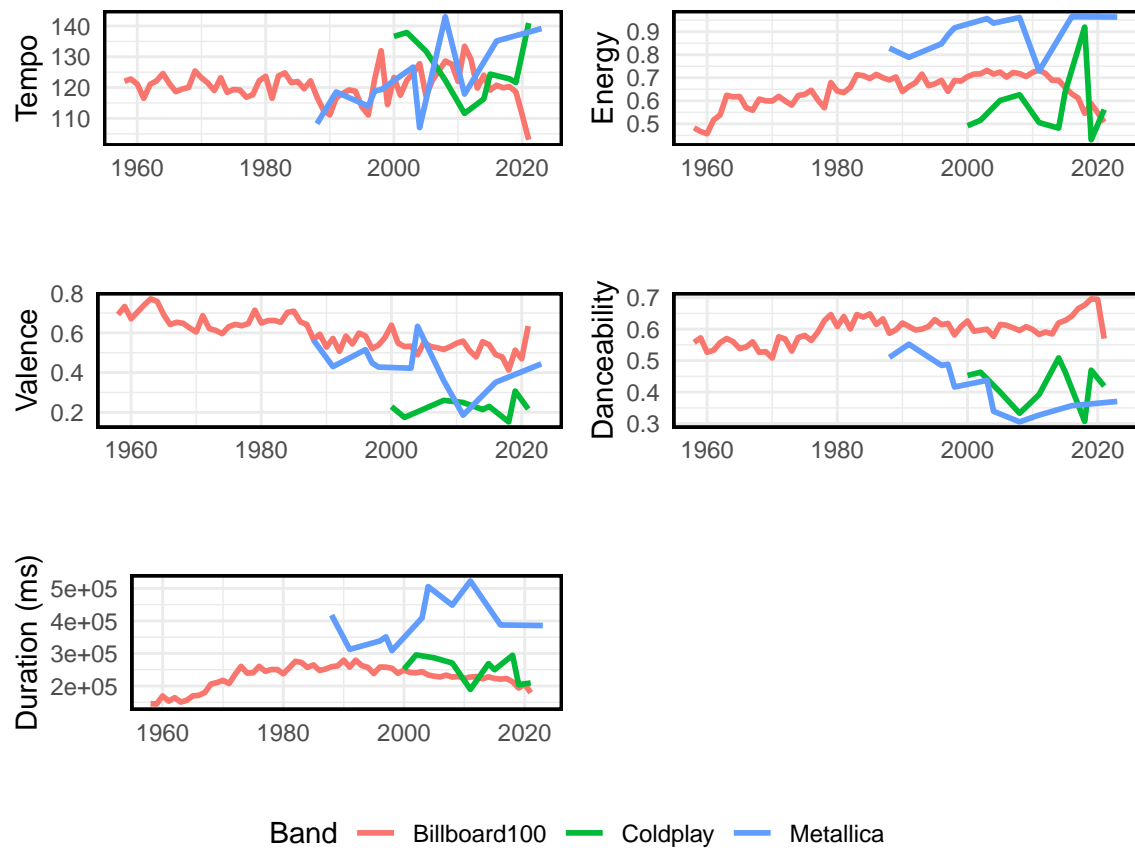 Tempo
140
130
120
110
1960 1980 2000 2020
Energy
0.9
0.8
0.7
0.6
0.5
1960 1980 2000 2020
Valence
0.8
0.6
0.4
0.2
1960 1980 2000 2020
Danceability
0.7
0.6
0.5
0.4
0.3
1960 1980 2000 2020
Duration (ms)
5e+05
4e+05
3e+05
2e+05
1960 1980 2000 2020
Band Billboard100 Coldplay Metallica